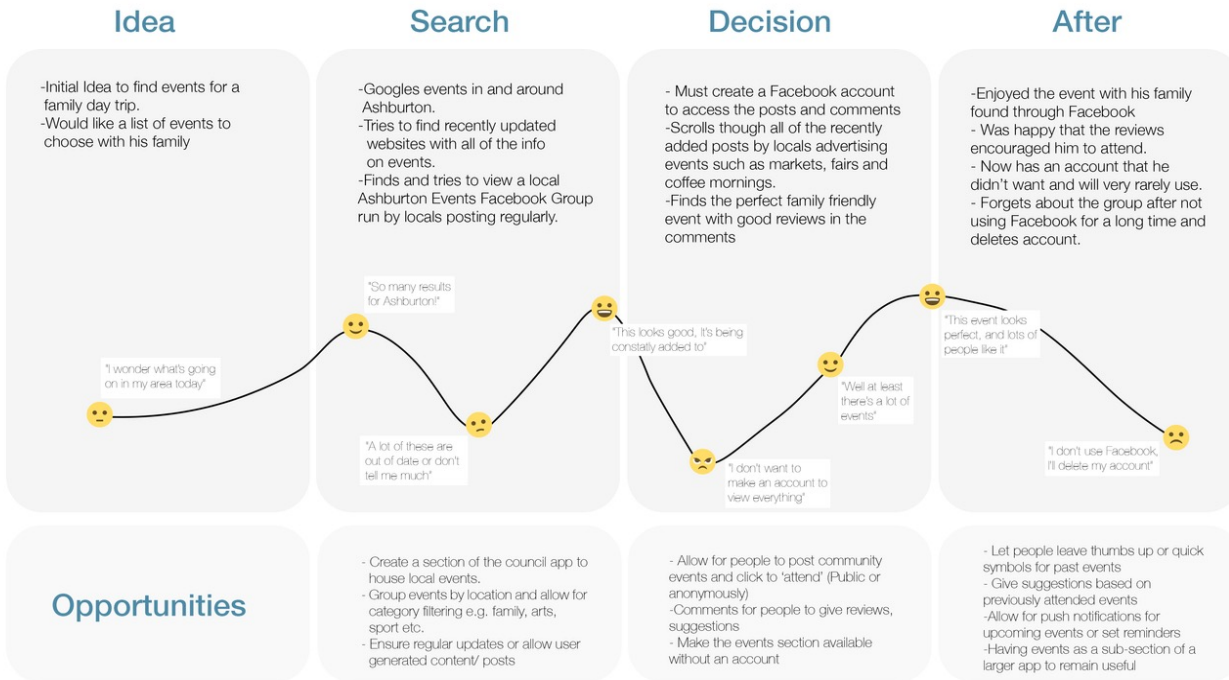 Idea
Search
Decision
After
-Initial Idea to find events for a
family day trip.
-Would like a list of events to
choose with his family
-Googles events in and around
Ashburton.
-Tries to find recently updated
websites with all of the info
on events.
-Finds and tries to view a local
Ashburton Events Facebook Group
run by locals posting regularly.
- Must create a Facebook account
to access the posts and comments
-Scrolls though all of the recently
added posts by locals advertising
events such as markets, fairs and
coffee mornings.
-Finds the perfect family friendly
event with good reviews in the
comments
-Enjoyed the event with his family
found through Facebook
- Was happy that the reviews
encouraged him to attend.
- Now has an account that he
didn't want and will very rarely use.
- Forgets about the group after not
using Facebook for a long time and
deletes account.
"I wonder what's going
on in my area today"
"So many results
for Ashburton!"
"A lot of these are
out of date or don't
tell me much"
"This looks good, It's being
constatly added to"
"I don't want to
make an account to
view everything"
"Well at least
there's a lot of
events"
"This event looks
perfect, and lots of
people like it"
"I don't use Facebook,
I'll delete my account"
Opportunities
- Create a section of the council app to
house local events.
- Group events by location and allow for
category filtering e.g. family, arts,
sport etc.
- Ensure regular updates or allow user
generated content/ posts
- Allow for people to post community
events and click to 'attend' (Public or
anonymously)
-Comments for people to give reviews,
suggestions
- Make the events section available
without an account
- Let people leave thumbs up or quick
symbols for past events
- Give suggestions based on
previously attended events
-Allow for push notifications for
upcoming events or set reminders
-Having events as a sub-section of a
larger app to remain useful